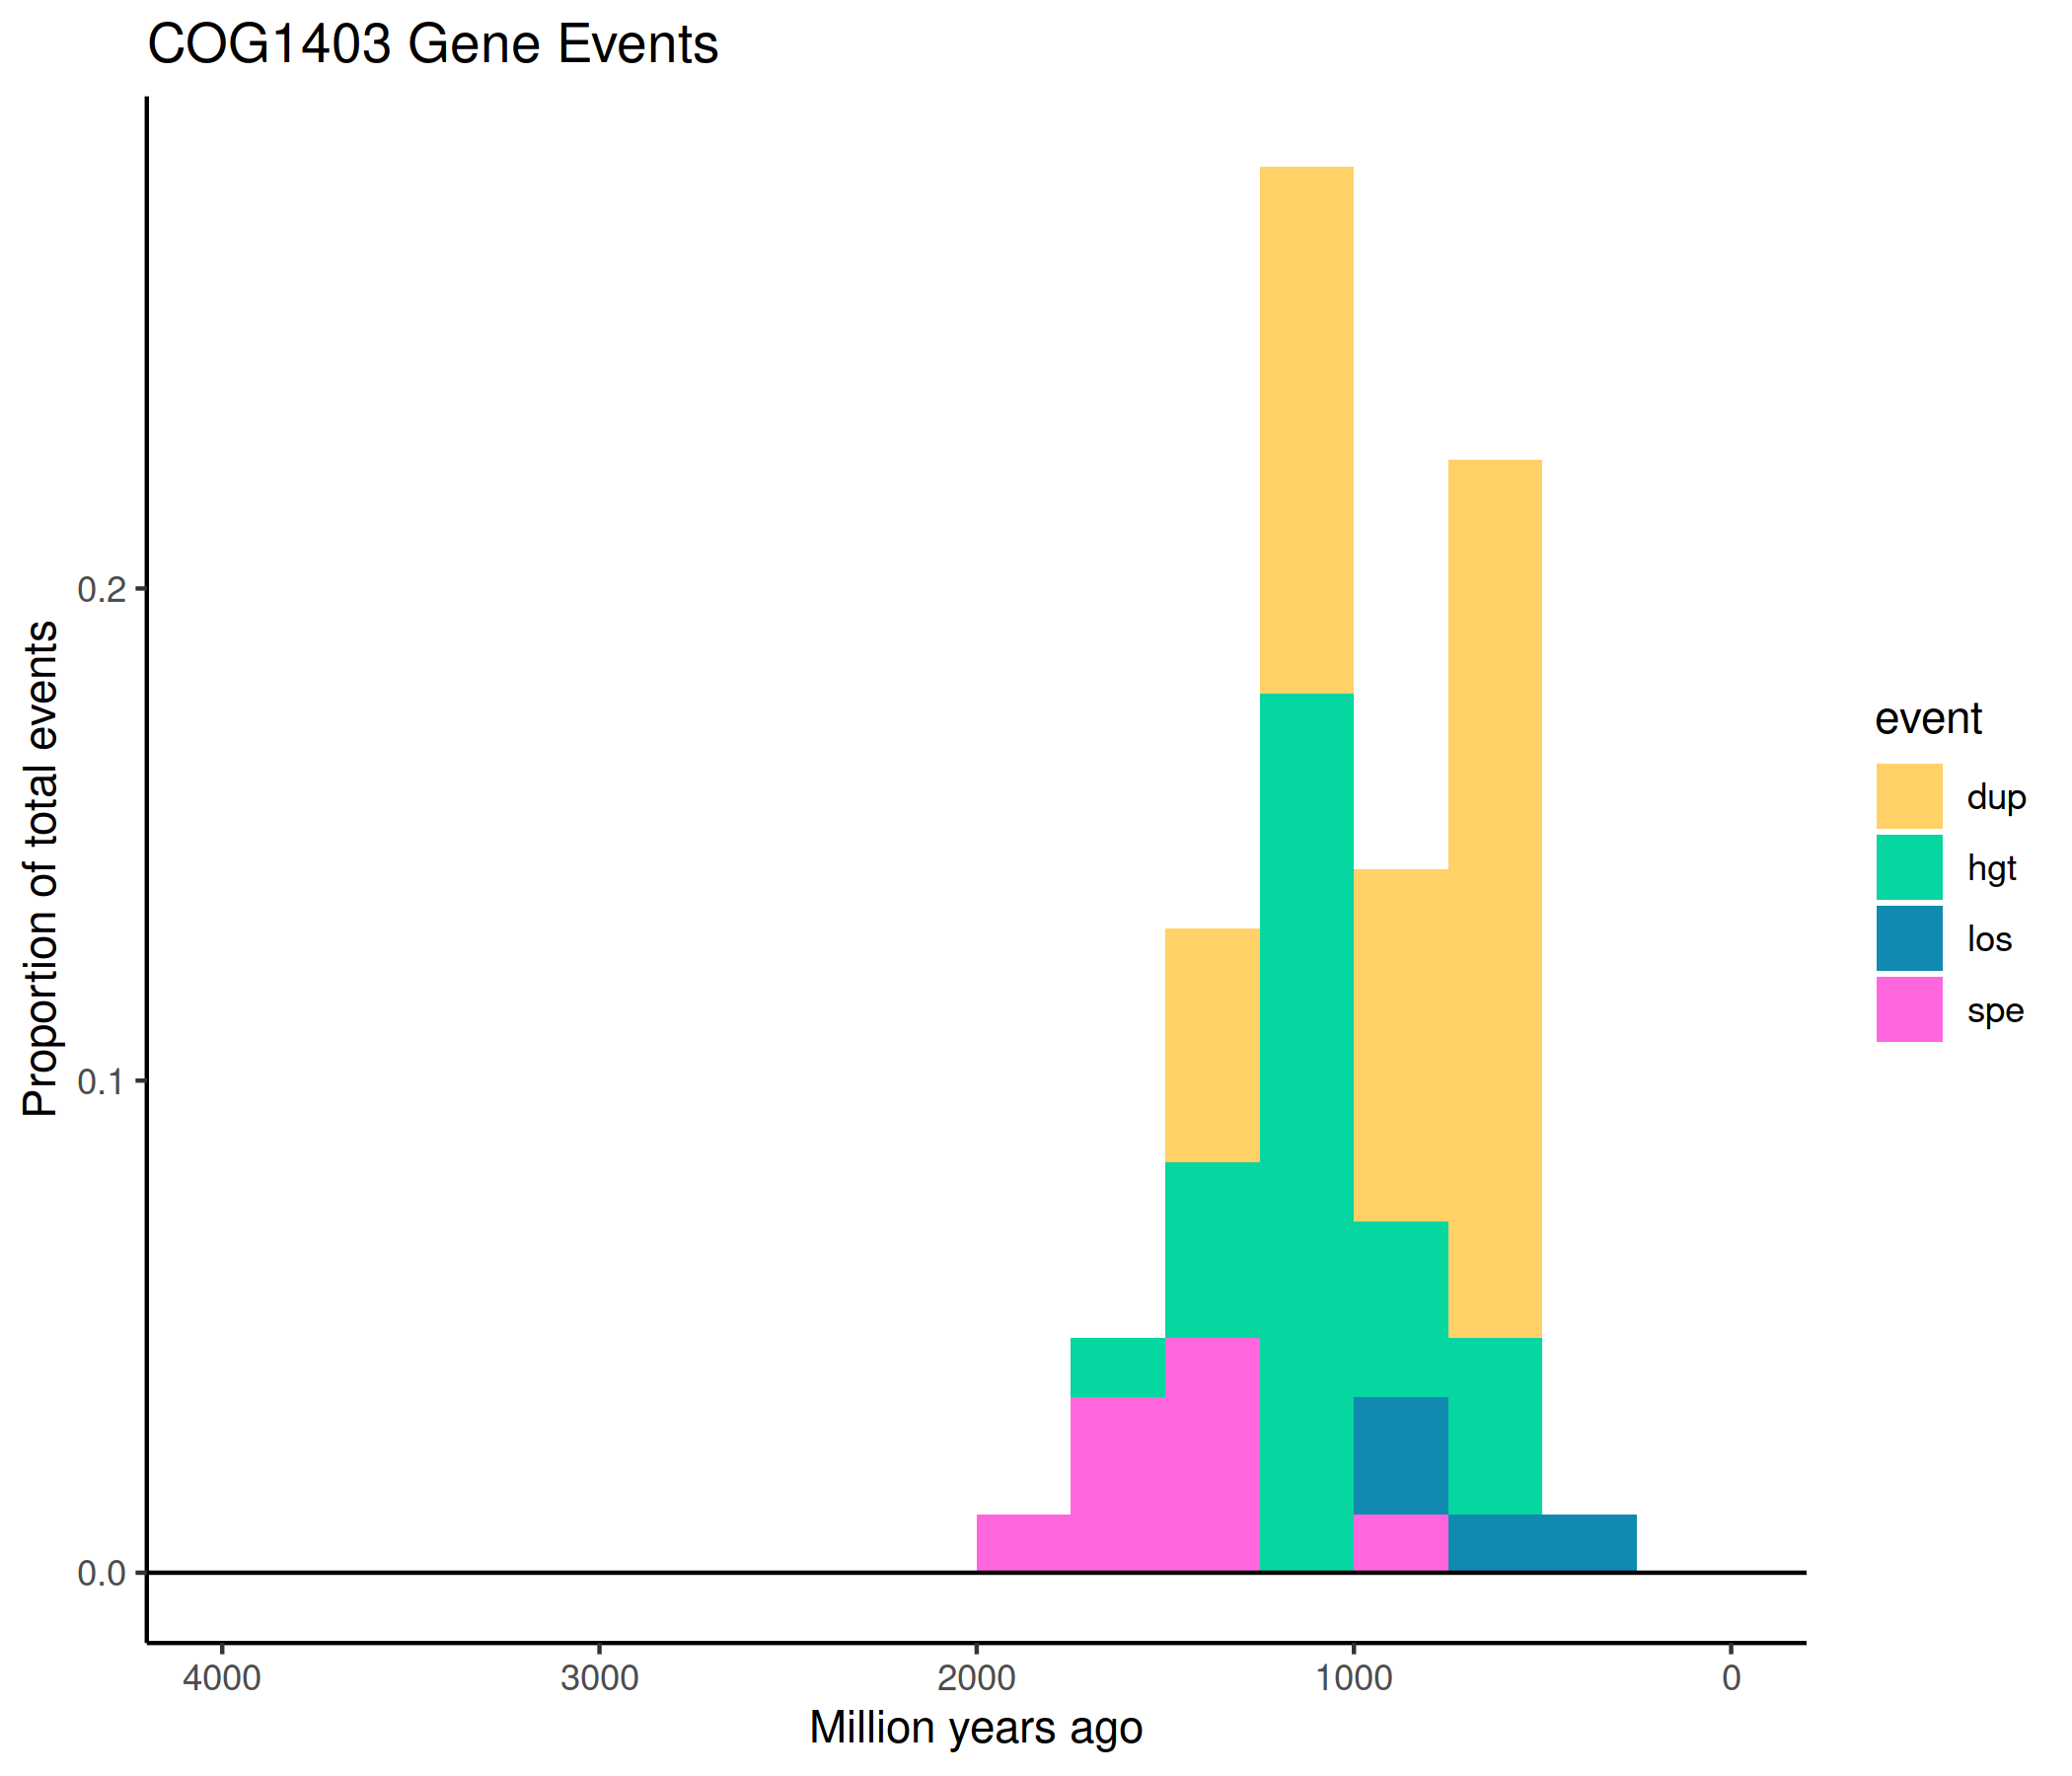 COG1403 Gene Events
Proportion of total events
0.2
0.1
0.0
4000 3000 2000 1000 0
Million years ago
event
dup
hgt
los
spe